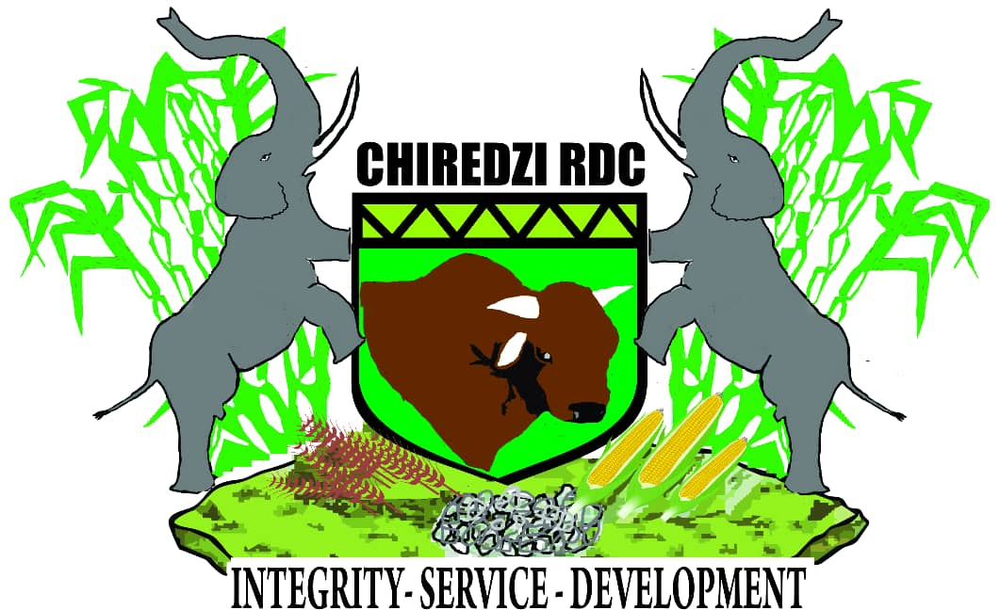 CHIREDZI RDC
INTEGRITY- SERVICE - DEVELOPMENT